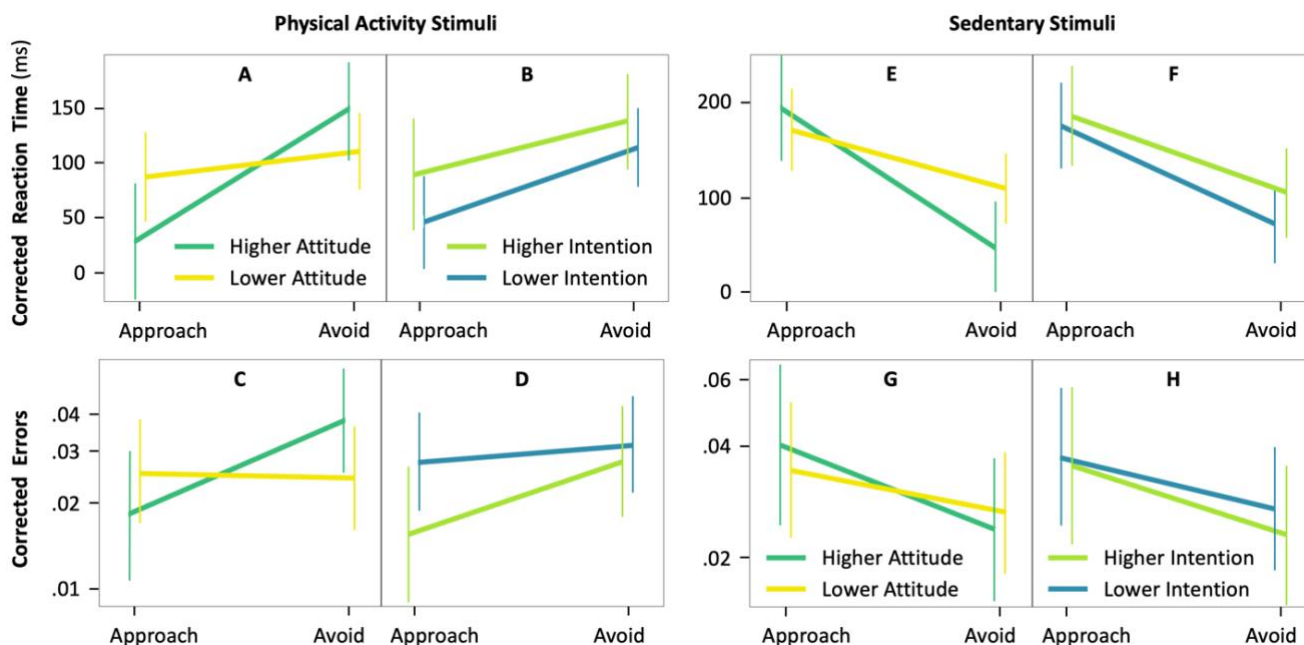 Physical Activity Stimuli
Sedentary Stimuli
Corrected Reaction Time (ms)
A
B
150
100
50
0
Higher Attitude
Lower Attitude
Higher Intention
Lower Intention
Approach
Avoid
Approach
Avoid
E
F
200
100
0
Approach
Avoid
Approach
Avoid
Corrected Errors
C
D
.04
.03
.02
.01
Approach
Avoid
Approach
Avoid
G
H
.06
.04
.02
Higher Attitude
Lower Attitude
Higher Intention
Lower Intention
Approach
Avoid
Approach
Avoid